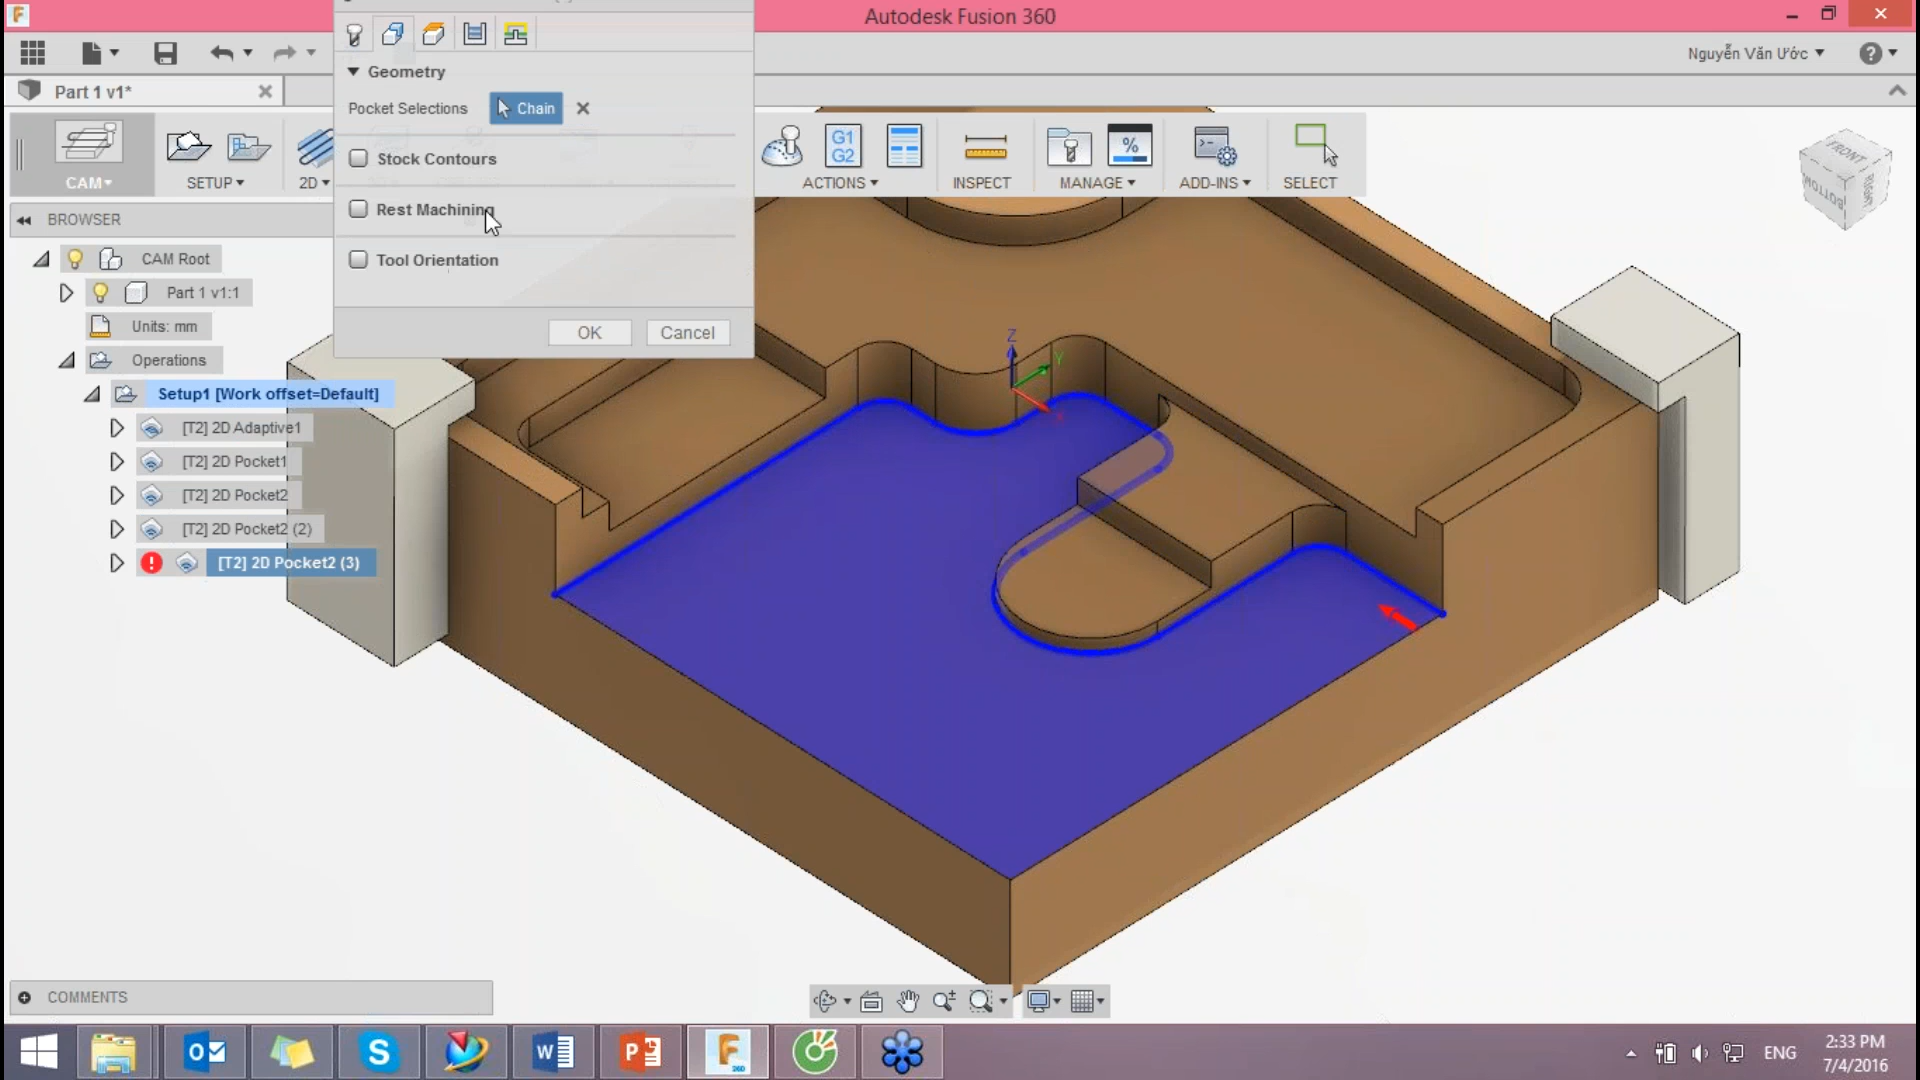 Autodesk Fusion 360
Nguyễn Văn Ước
Part 1 v1*
Geometry
Pocket Selections
Chain
Stock Contours
Rest Machining
Tool Orientation
OK
Cancel
G1
G2
%
CAM
SETUP
2D
ACTIONS
INSPECT
MANAGE
ADD-INS
SELECT
FRONT
BOTTOM
RIGHT
BROWSER
CAM Root
Part 1 v1:1
Units: mm
Operations
Setup1 [Work offset=Default]
[T2] 2D Adaptive1
[T2] 2D Pocket1
[T2] 2D Pocket2
[T2] 2D Pocket2 (2)
[T2] 2D Pocket2 (3)
Z
Y
X
COMMENTS
ENG
2:33 PM
7/4/2016